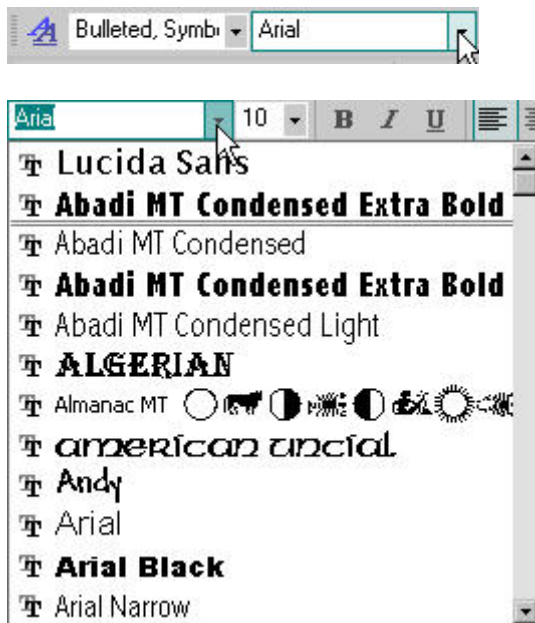 Bulleted, Symb Arial
Arial 10 B I U
Lucida Sans
Abadi MT Condensed Extra Bold
Abadi MT Condensed
Abadi MT Condensed Extra Bold
Abadi MT Condensed Light
ALGERIAN
Almanac MT
american uncial
Andy
Arial
Arial Black
Arial Narrow